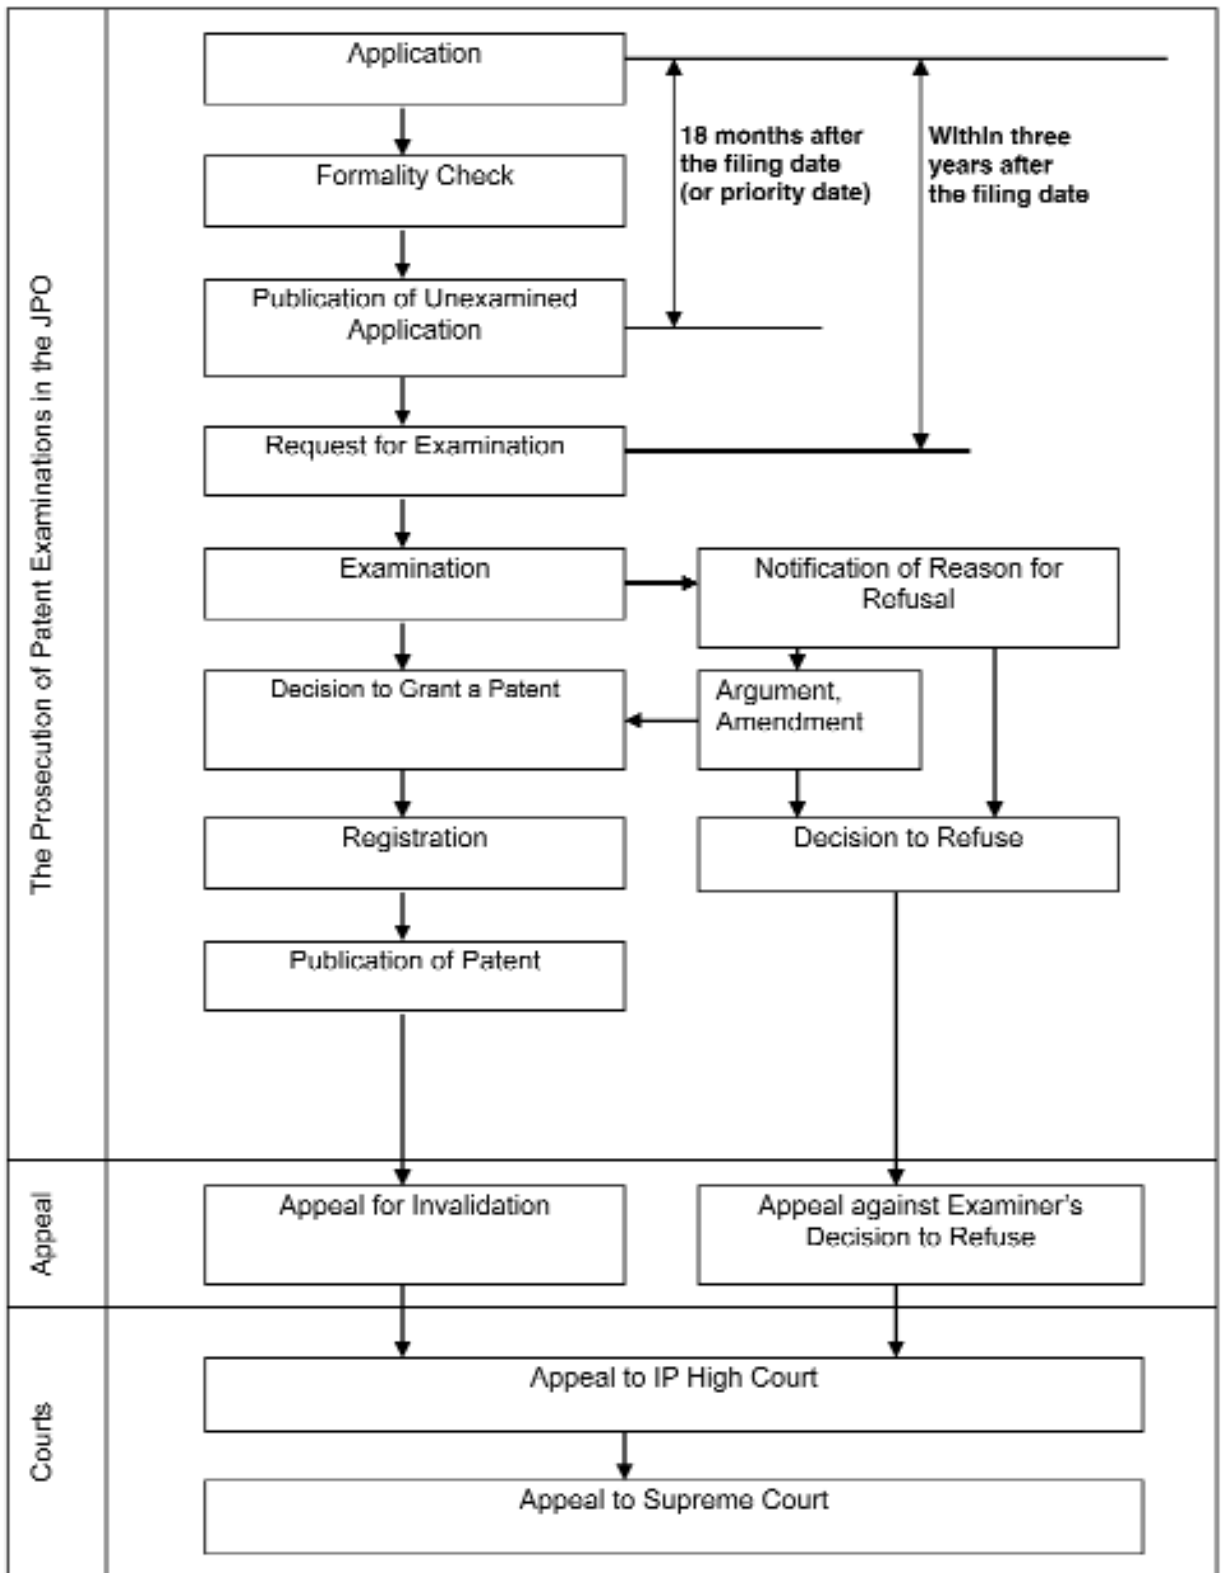 The Prosecution of Patent Examinations in the JPO
Application
18 months after
the filing date
(or priority date)
Within three
years after
the filing date
Formality Check
Publication of Unexamined
Application
Request for Examination
Examination
Notification of Reason for
Refusal
Decision to Grant a Patent
Argument,
Amendment
Registration
Decision to Refuse
Publication of Patent
Appeal
Appeal for Invalidation
Appeal against Examiner's
Decision to Refuse
Courts
Appeal to IP High Court
Appeal to Supreme Court